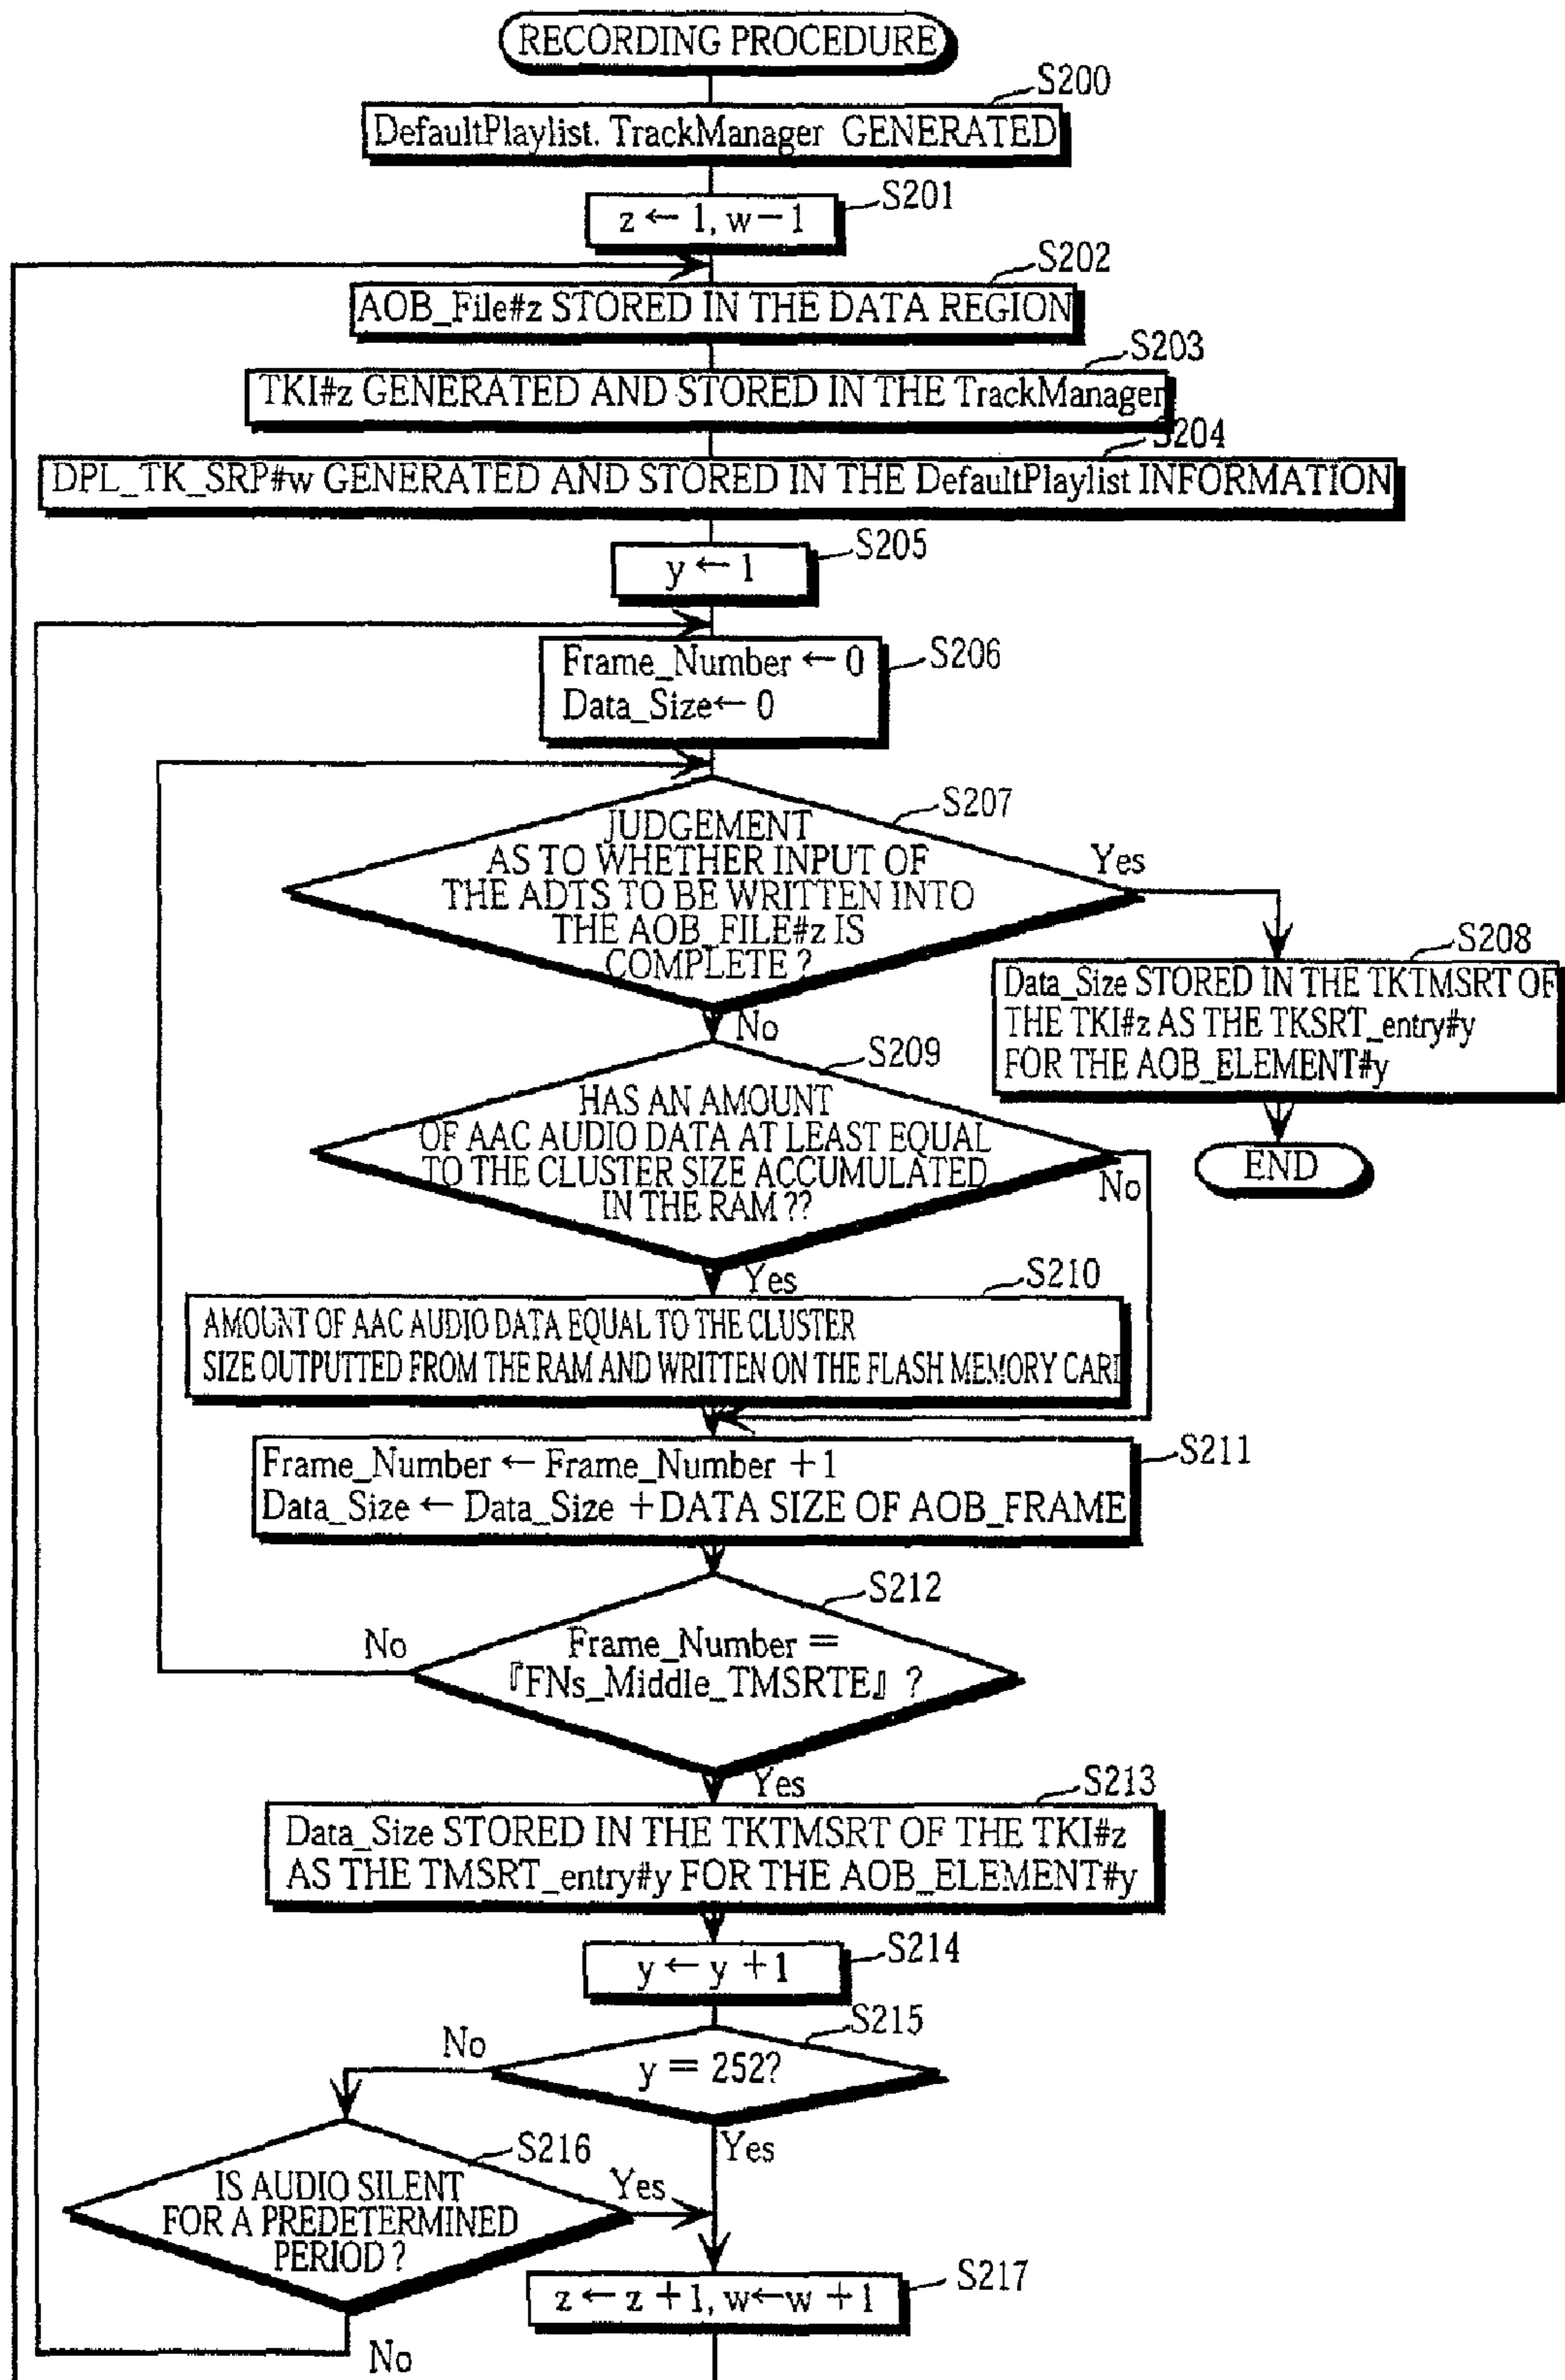 RECORDING PROCEDURE
S200
DefaultPlaylist. TrackManager GENERATED
S201
z ← 1, w − 1
S202
AOB_File#z STORED IN THE DATA REGION
S203
TKI#z GENERATED AND STORED IN THE TrackManager
S204
DPL_TK_SRP#w GENERATED AND STORED IN THE DefaultPlaylist INFORMATION
S205
y ← 1
S206
Frame_Number ← 0
Data_Size ← 0
S207
JUDGEMENT
AS TO WHETHER INPUT OF
THE ADTS TO BE WRITTEN INTO
THE AOB_FILE#z IS
COMPLETE ?
Yes
No
S208
Data_Size STORED IN THE TKTMSRT OF
THE TKI#z AS THE TKSRT_entry#y
FOR THE AOB_ELEMENT#y
END
S209
HAS AN AMOUNT
OF AAC AUDIO DATA AT LEAST EQUAL
TO THE CLUSTER SIZE ACCUMULATED
IN THE RAM ??
No
Yes
S210
AMOUNT OF AAC AUDIO DATA EQUAL TO THE CLUSTER
SIZE OUTPUTTED FROM THE RAM AND WRITTEN ON THE FLASH MEMORY CARD
S211
Frame_Number ← Frame_Number + 1
Data_Size ← Data_Size + DATA SIZE OF AOB_FRAME
S212
Frame_Number =
『FNs_Middle_TMSRTE』 ?
No
Yes
S213
Data_Size STORED IN THE TKTMSRT OF THE TKI#z
AS THE TMSRT_entry#y FOR THE AOB_ELEMENT#y
S214
y ← y + 1
S215
y = 252?
No
Yes
S216
IS AUDIO SILENT
FOR A PREDETERMINED
PERIOD ?
Yes
No
S217
z ← z + 1, w ← w + 1